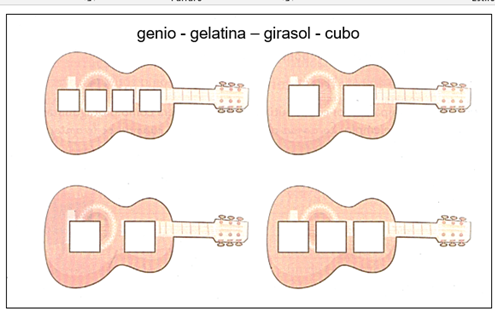 genio - gelatina – girasol - cubo